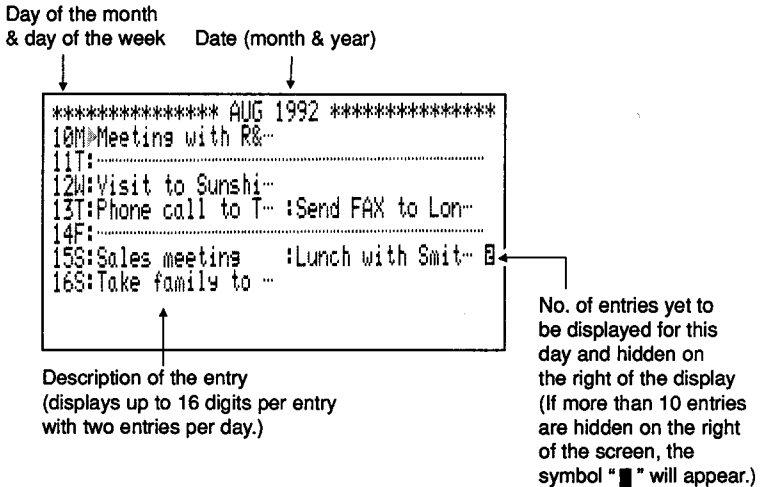 Day of the month
& day of the week
Date (month & year)
*************** AUG 1992 ***************
10M▶Meeting with R&…
11T:
12W:Visit to Sunshi…
13T:Phone call to T… :Send FAX to Lon…
14F:
15S:Sales meeting :Lunch with Smit… 2
16S:Take family to …
Description of the entry
(displays up to 16 digits per entry
with two entries per day.)
No. of entries yet to
be displayed for this
day and hidden on
the right of the display
(If more than 10 entries
are hidden on the right
of the screen, the
symbol "■" will appear.)